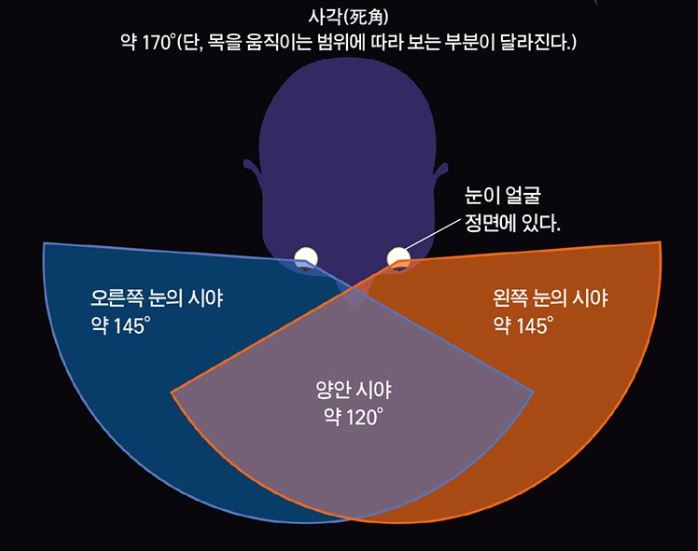 사각(死角)
약 170°(단, 목을 움직이는 범위에 따라 보는 부분이 달라진다.)
눈이 얼굴
정면에 있다.
오른쪽 눈의 시야
약 145°
왼쪽 눈의 시야
약 145°
양안 시야
약 120°